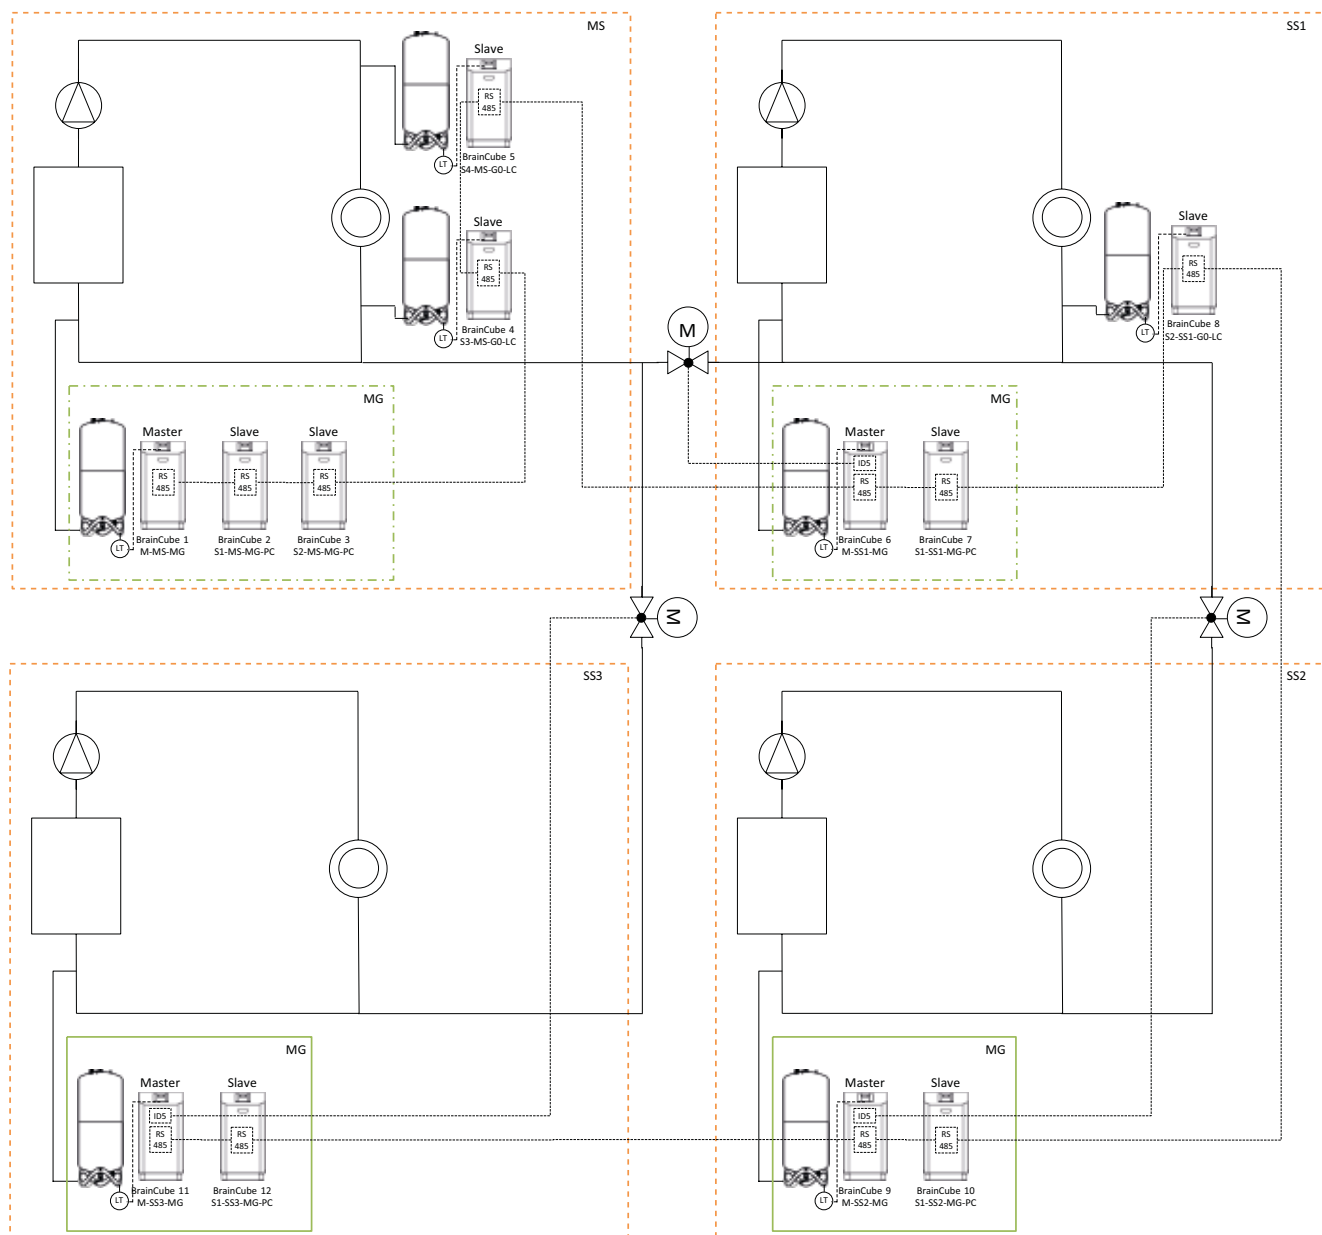 MS
Slave
RS
485
LT
BrainCube 5
S4-MS-G0-LC
Slave
RS
485
LT
BrainCube 4
S3-MS-G0-LC
MG
Master
Slave
Slave
RS
485
RS
485
RS
485
LT
BrainCube 1
M-MS-MG
BrainCube 2
S1-MS-MG-PC
BrainCube 3
S2-MS-MG-PC
M
SS1
Slave
RS
485
LT
BrainCube 8
S2-SS1-G0-LC
MG
Master
Slave
ID5
RS
485
RS
485
LT
BrainCube 6
M-SS1-MG
BrainCube 7
S1-SS1-MG-PC
M
M
SS3
MG
Master
Slave
ID5
RS
485
RS
485
LT
BrainCube 11
M-SS3-MG
BrainCube 12
S1-SS3-MG-PC
SS2
MG
Master
Slave
ID5
RS
485
RS
485
LT
BrainCube 9
M-SS2-MG
BrainCube 10
S1-SS2-MG-PC